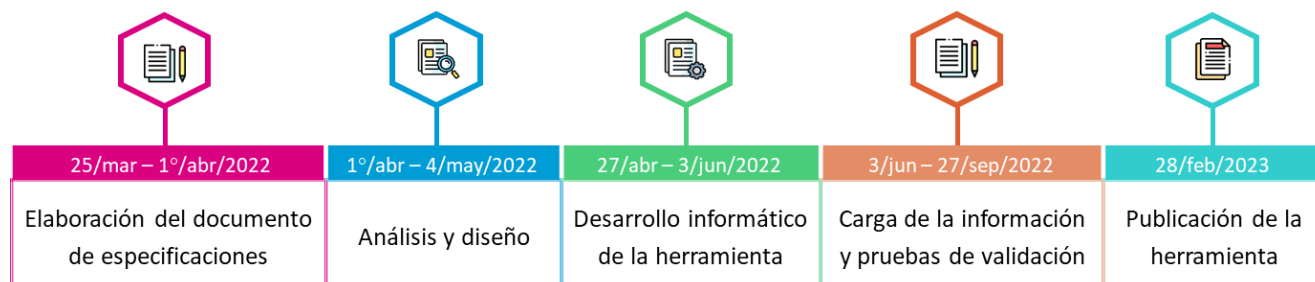 25/mar – 1°/abr/2022
Elaboración del documento
de especificaciones
1°/abr – 4/may/2022
Análisis y diseño
27/abr – 3/jun/2022
Desarrollo informático
de la herramienta
3/jun – 27/sep/2022
Carga de la información
y pruebas de validación
28/feb/2023
Publicación de la
herramienta